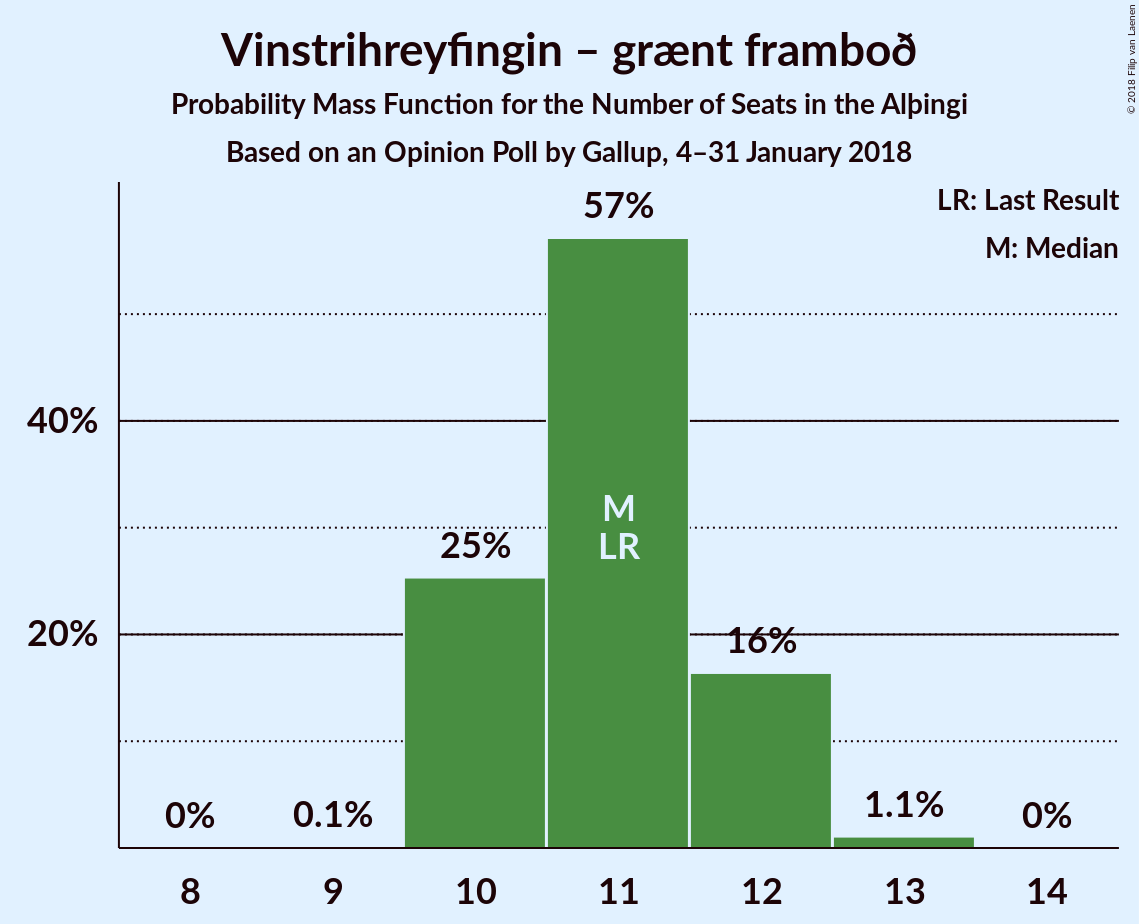 Vinstrihreyfingin – grænt framboð
Probability Mass Function for the Number of Seats in the Alþingi
Based on an Opinion Poll by Gallup, 4–31 January 2018
© 2018 Filip van Laenen
LR: Last Result
M: Median
57%
40%
M
25%
LR
20%
16%
0%
0.1%
1.1%
0%
8
9
10
11
12
13
14